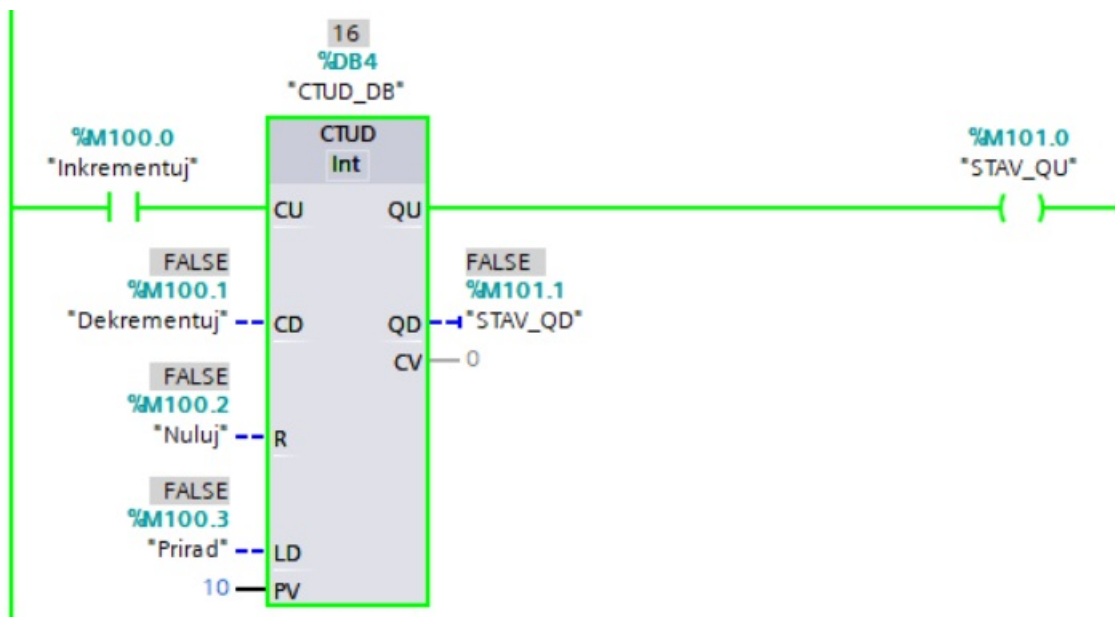 16
%DB4
"CTUD_DB"
%M100.0
"Inkrementuj"
CTUD
Int
%M101.0
"STAV_QU"
CU
QU
FALSE
%M100.1
"Dekrementuj"
CD
QD
FALSE
%M101.1
"STAV_QD"
CV
0
FALSE
%M100.2
"Nuluj"
R
FALSE
%M100.3
"Prirad"
LD
10
PV